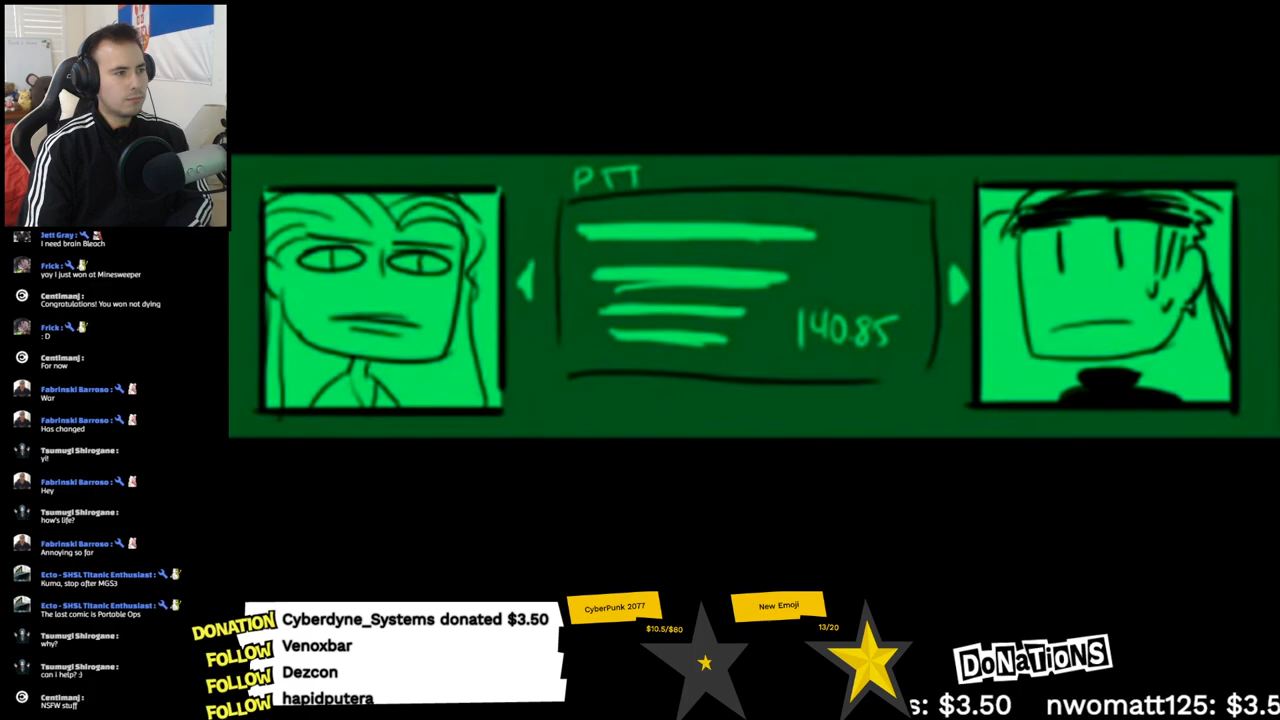 PTT
140.85
Jett Gray :
I need brain Bleach
Frick :
yay I just won at Minesweeper
Centimanj :
Congratulations! You won not dying
Frick :
: D
Centimanj :
For now
Fabrinski Barroso :
War
Fabrinski Barroso :
Has changed
Tsumugi Shirogane :
yi!
Fabrinski Barroso :
Hey
Tsumugi Shirogane :
how's life?
Fabrinski Barroso :
Annoying so far
Ecto - SHSL Titanic Enthusiast :
Kuma, stop after MGS3
Ecto - SHSL Titanic Enthusiast :
The last comic is Portable Ops
Tsumugi Shirogane :
why?
Tsumugi Shirogane :
can I help? :)
Centimanj :
NSFW stuff
DONATION Cyberdyne_Systems donated $3.50
FOLLOW Venoxbar
FOLLOW Dezcon
FOLLOW hapidputera
CyberPunk 2077
$10.5/$60
New Emoji
13/20
DONATIONS
s: $3.50 nwomatt125: $3.5